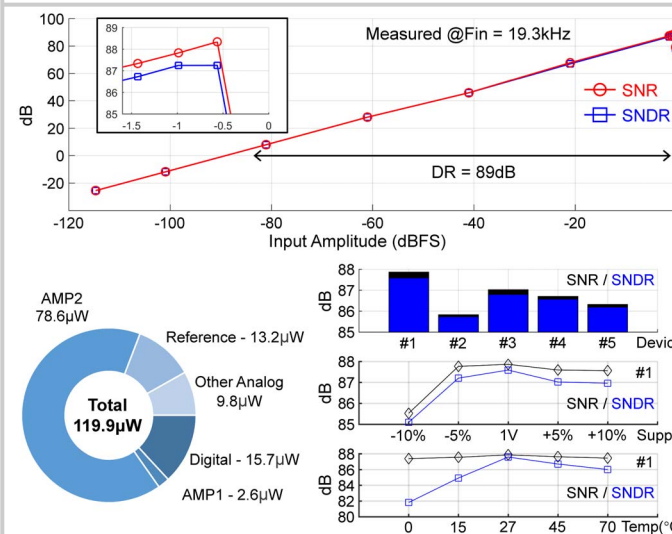 100
80
60
40
20
0
-20
dB
-120 -100 -80 -60 -40 -20
Input Amplitude (dBFS)
Measured @Fin = 19.3kHz
SNR
SNDR
DR = 89dB
89
88
87
86
85
-1.5 -1 -0.5 0
AMP2
78.6µW
Reference - 13.2µW
Other Analog
9.8µW
Total
119.9µW
Digital - 15.7µW
AMP1 - 2.6µW
88
87
86
85
dB
SNR / SNDR
#1 #2 #3 #4 #5
88
87
86
85
dB
#1
SNR / SNDR
-10% -5% 1V +5% +10%
88
86
84
82
80
dB
#1
SNR / SNDR
0 15 27 45 70